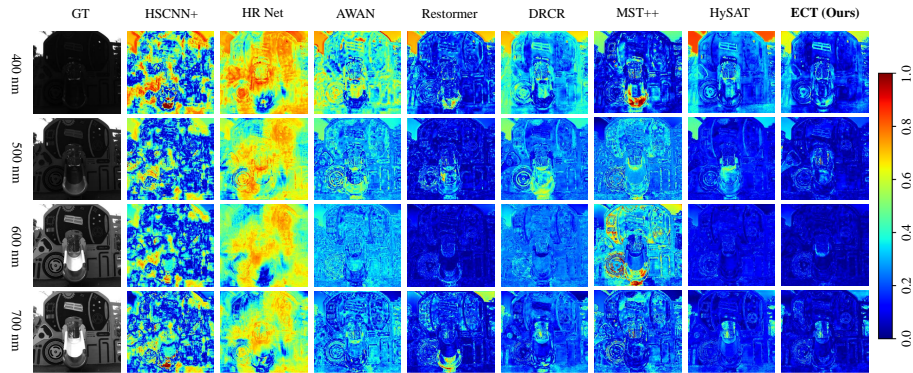 GT HSCNN+ HR Net AWAN Restormer DRCR MST++ HySAT ECT (Ours)
400 nm
500 nm
600 nm
700 nm
1.0
0.8
0.6
0.4
0.2
0.0